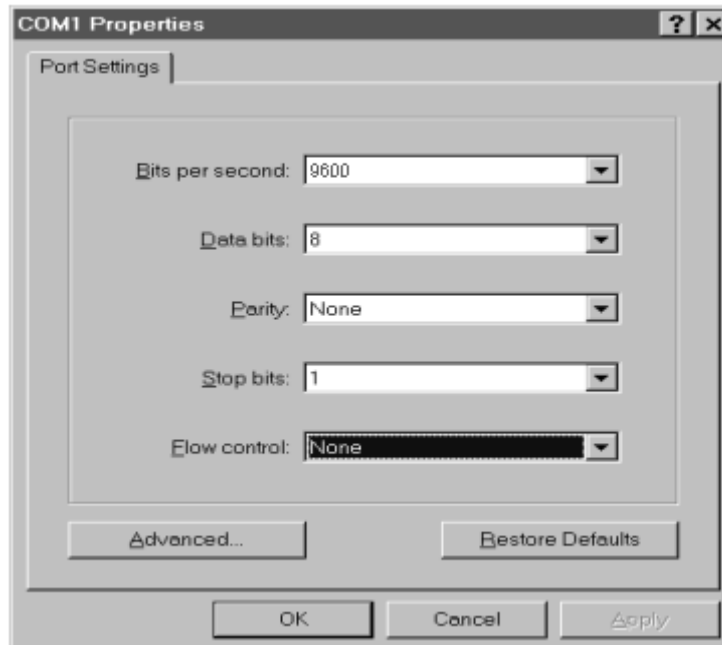 COM1 Properties
Port Settings
Bits per second: 9600
Data bits: 8
Parity: None
Stop bits: 1
Flow control: None
Advanced...
Restore Defaults
OK
Cancel
Apply